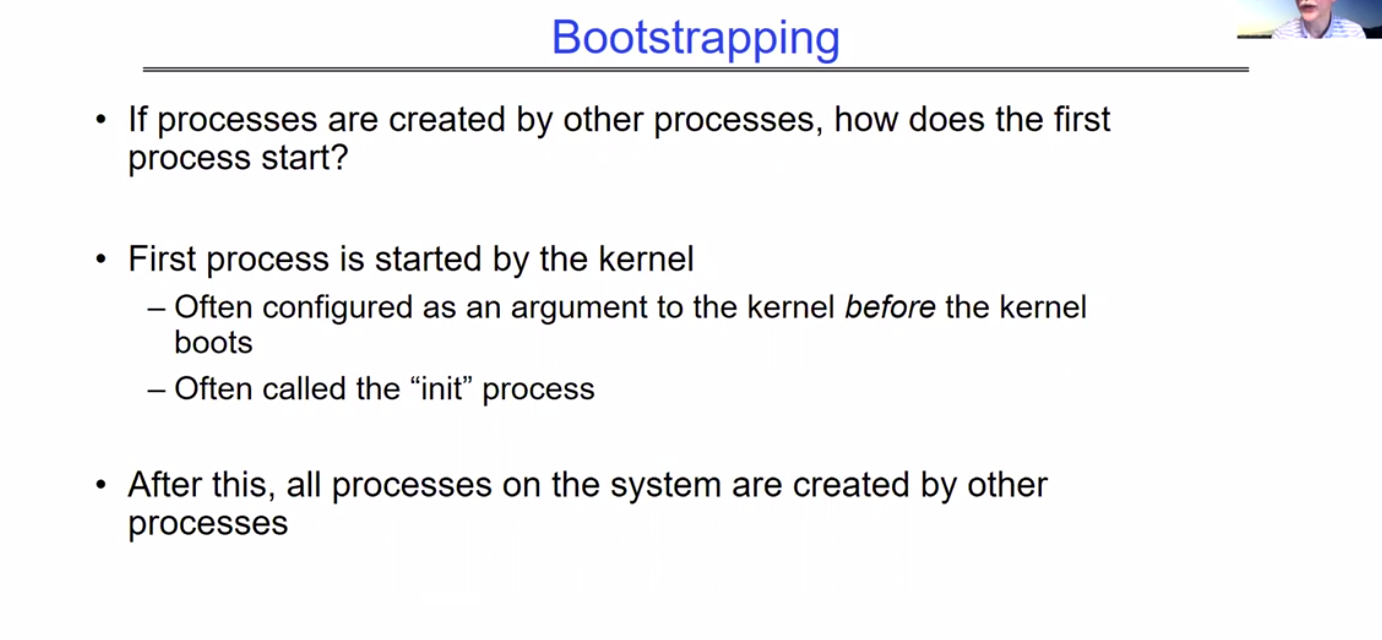 Bootstrapping
• If processes are created by other processes, how does the first
process start?
• First process is started by the kernel
– Often configured as an argument to the kernel before the kernel
boots
– Often called the “init” process
• After this, all processes on the system are created by other
processes